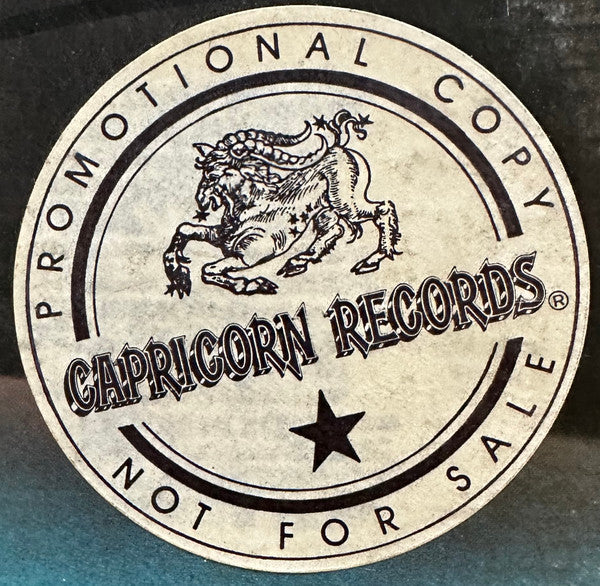 PROMOTIONAL COPY
CAPRICORN RECORDS®
NOT FOR SALE